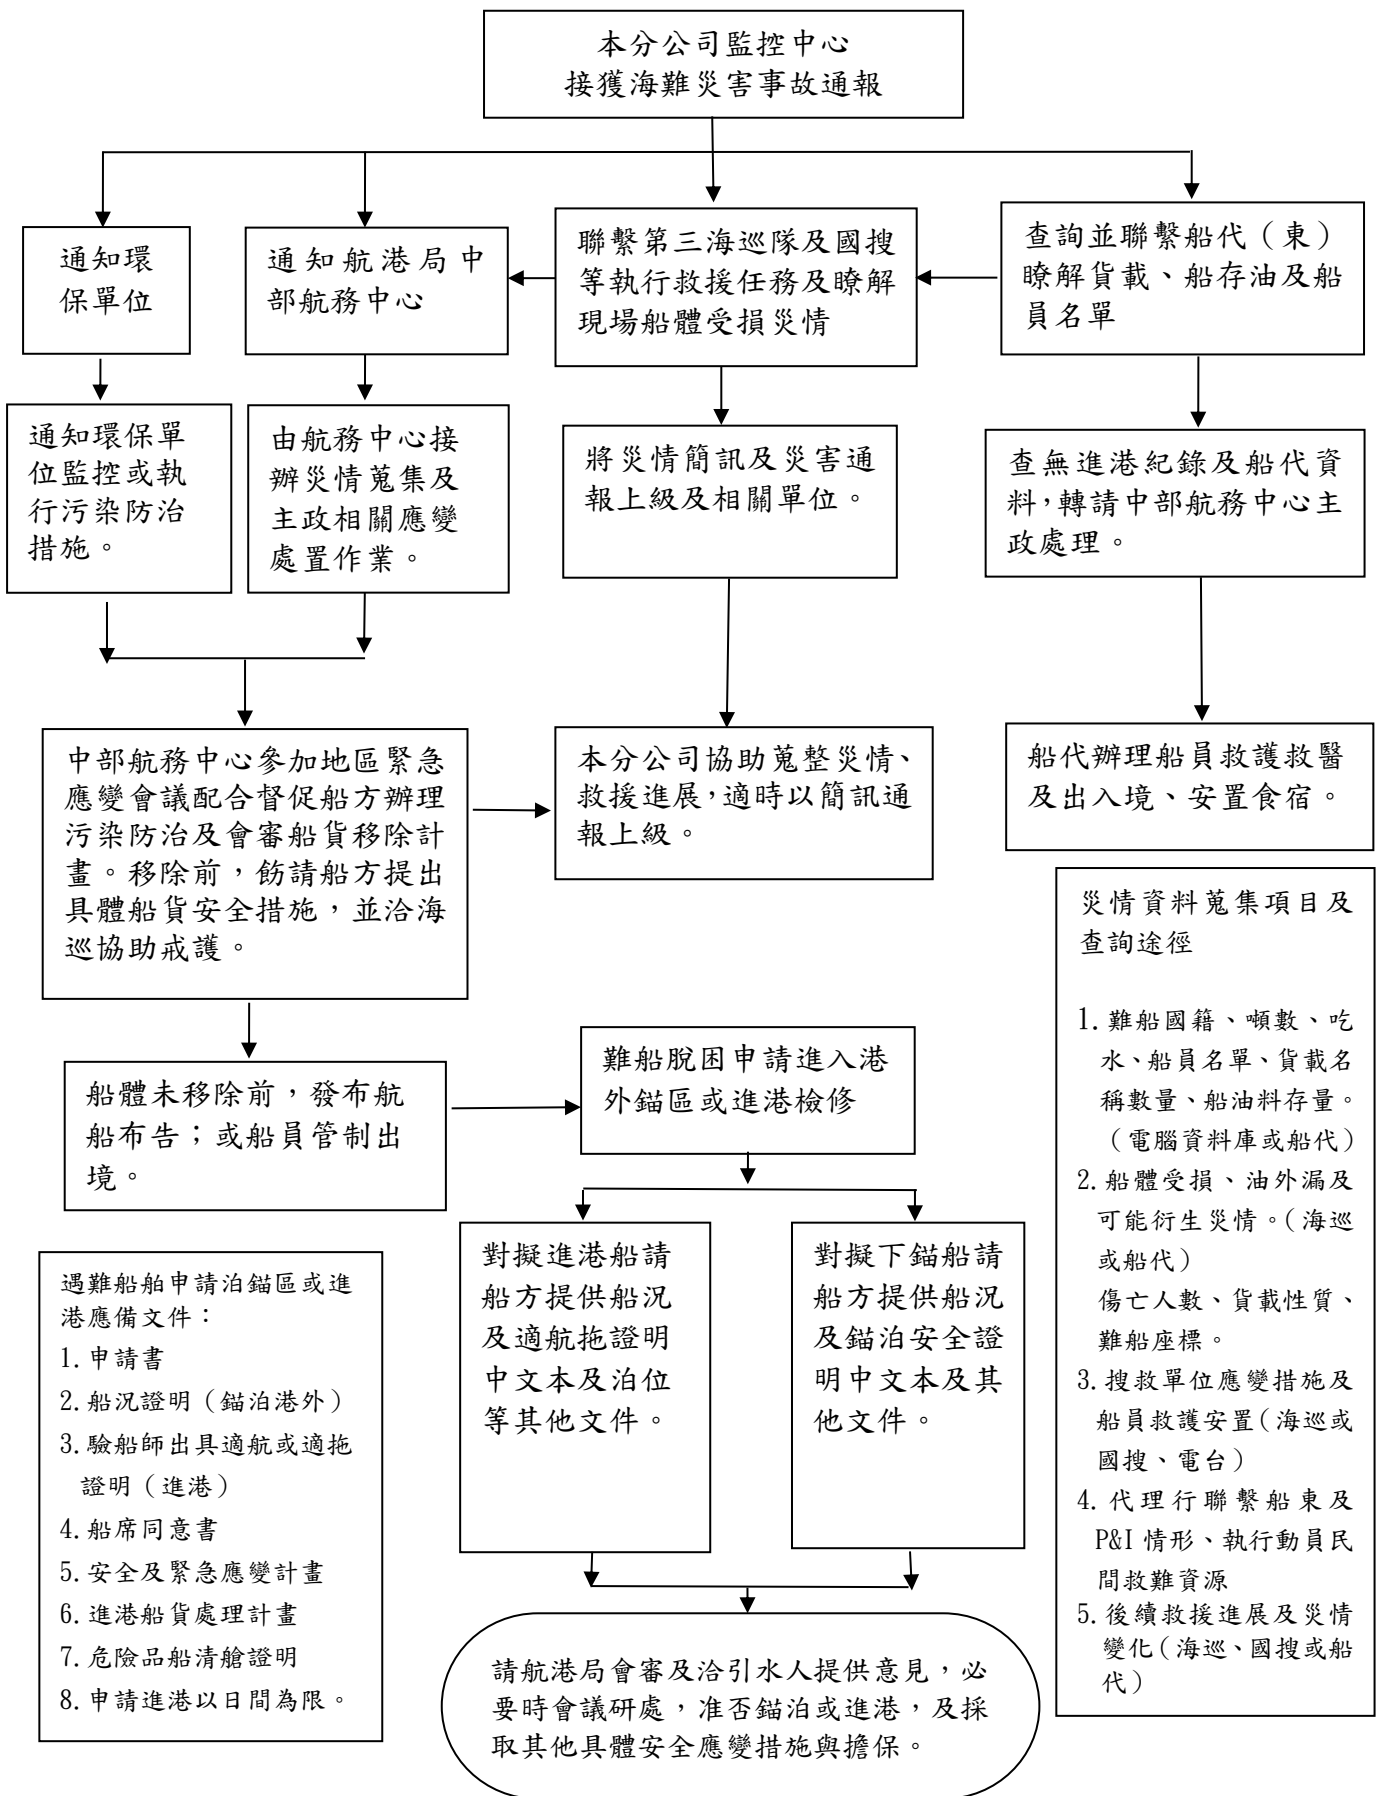 本分公司監控中心
接獲海難災害事故通報
通知環
保單位
通知航港局中
部航務中心
聯繫第三海巡隊及國搜
等執行救援任務及瞭解
現場船體受損災情
查詢並聯繫船代（東）
瞭解貨載、船存油及船
員名單
通知環保單
位監控或執
行污染防治
措施。
由航務中心接
辦災情蒐集及
主政相關應變
處置作業。
將災情簡訊及災害通
報上級及相關單位。
查無進港紀錄及船代資
料，轉請中部航務中心主
政處理。
中部航務中心參加地區緊急
應變會議配合督促船方辦理
污染防治及會審船貨移除計
畫。移除前，飭請船方提出
具體船貨安全措施，並洽海
巡協助戒護。
本分公司協助蒐整災情、
救援進展，適時以簡訊通
報上級。
船代辦理船員救護救醫
及出入境、安置食宿。
船體未移除前，發布航
船布告；或船員管制出
境。
難船脫困申請進入港
外錨區或進港檢修
對擬進港船請
船方提供船況
及適航拖證明
中文本及泊位
等其他文件。
對擬下錨船請
船方提供船況
及錨泊安全證
明中文本及其
他文件。
請航港局會審及洽引水人提供意見，必
要時會議研處，准否錨泊或進港，及採
取其他具體安全應變措施與擔保。
遇難船舶申請泊錨區或進
港應備文件：
1.申請書
2.船況證明（錨泊港外）
3.驗船師出具適航或適拖
證明（進港）
4.船席同意書
5.安全及緊急應變計畫
6.進港船貨處理計畫
7.危險品船清艙證明
8.申請進港以日間為限。
災情資料蒐集項目及
查詢途徑
1.難船國籍、噸數、吃
水、船員名單、貨載名
稱數量、船油料存量。
（電腦資料庫或船代）
2.船體受損、油外漏及
可能衍生災情。（海巡
或船代）
傷亡人數、貨載性質、
難船座標。
3.搜救單位應變措施及
船員救護安置（海巡或
國搜、電台）
4.代理行聯繫船東及
P&I 情形、執行動員民
間救難資源
5.後續救援進展及災情
變化（海巡、國搜或船
代）